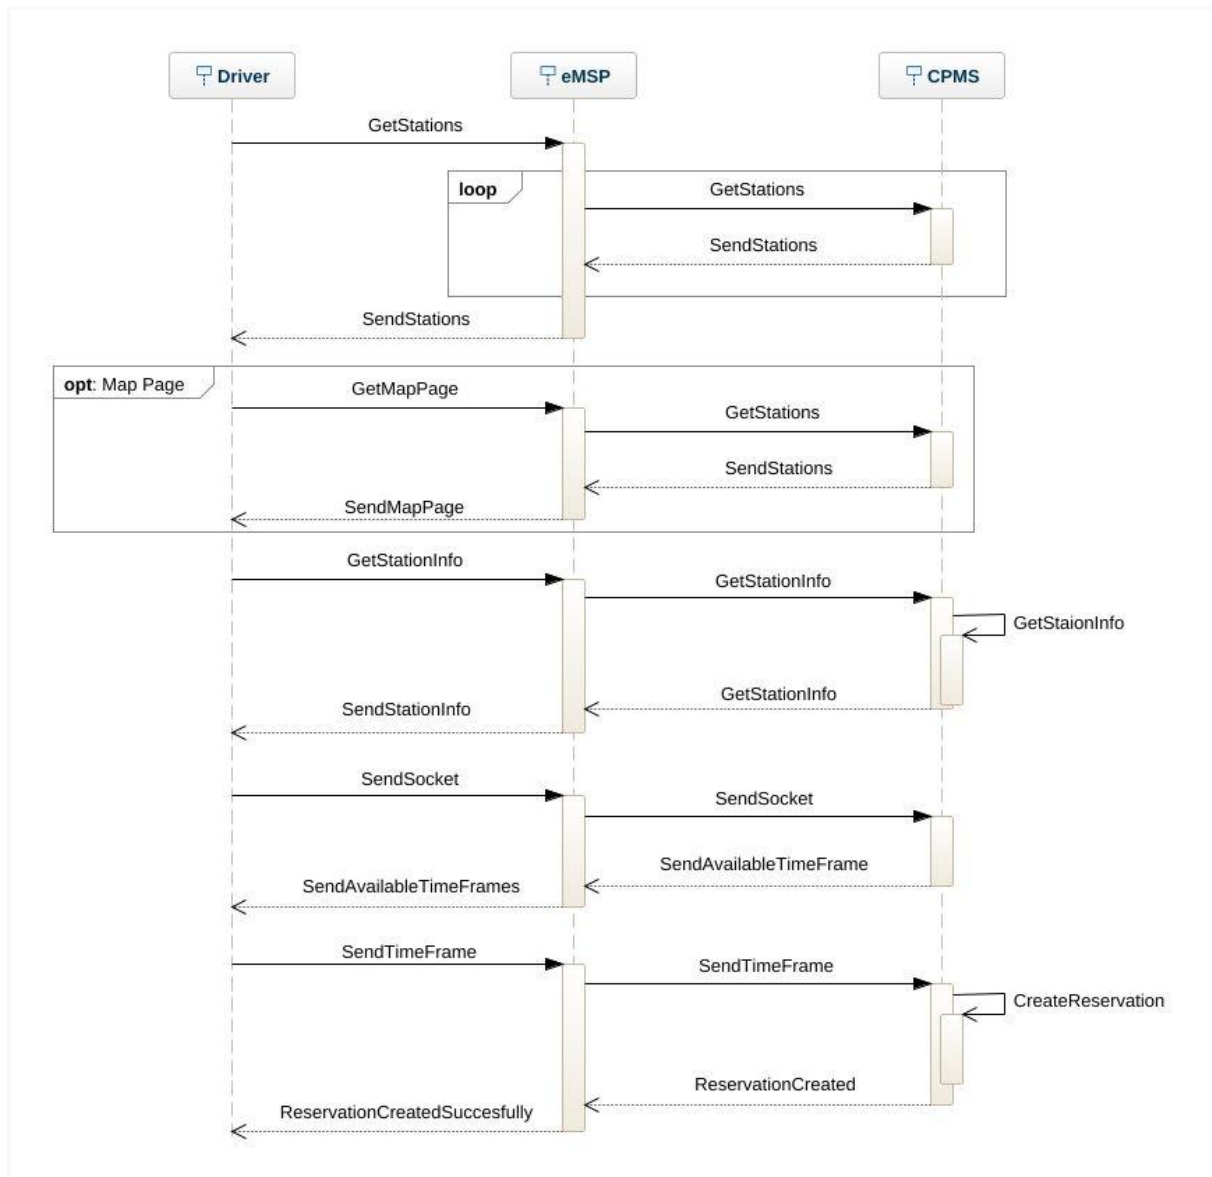 Driver
eMSP
CPMS
GetStations
loop
GetStations
SendStations
SendStations
opt: Map Page
GetMapPage
GetStations
SendStations
SendMapPage
GetStationInfo
GetStationInfo
GetStaionInfo
GetStationInfo
SendStationInfo
SendSocket
SendSocket
SendAvailableTimeFrame
SendAvailableTimeFrames
SendTimeFrame
SendTimeFrame
CreateReservation
ReservationCreated
ReservationCreatedSuccesfully